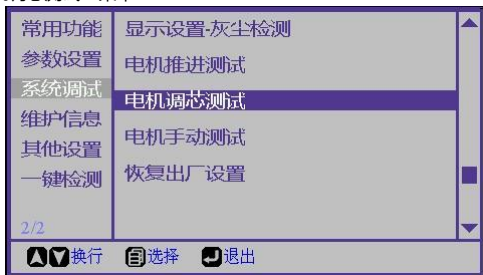 常用功能
参数设置
系统调试
维护信息
其他设置
一键检测
2/2
显示设置-灰尘检测
电机推进测试
电机调芯测试
电机手动测试
恢复出厂设置
换行 选择 退出